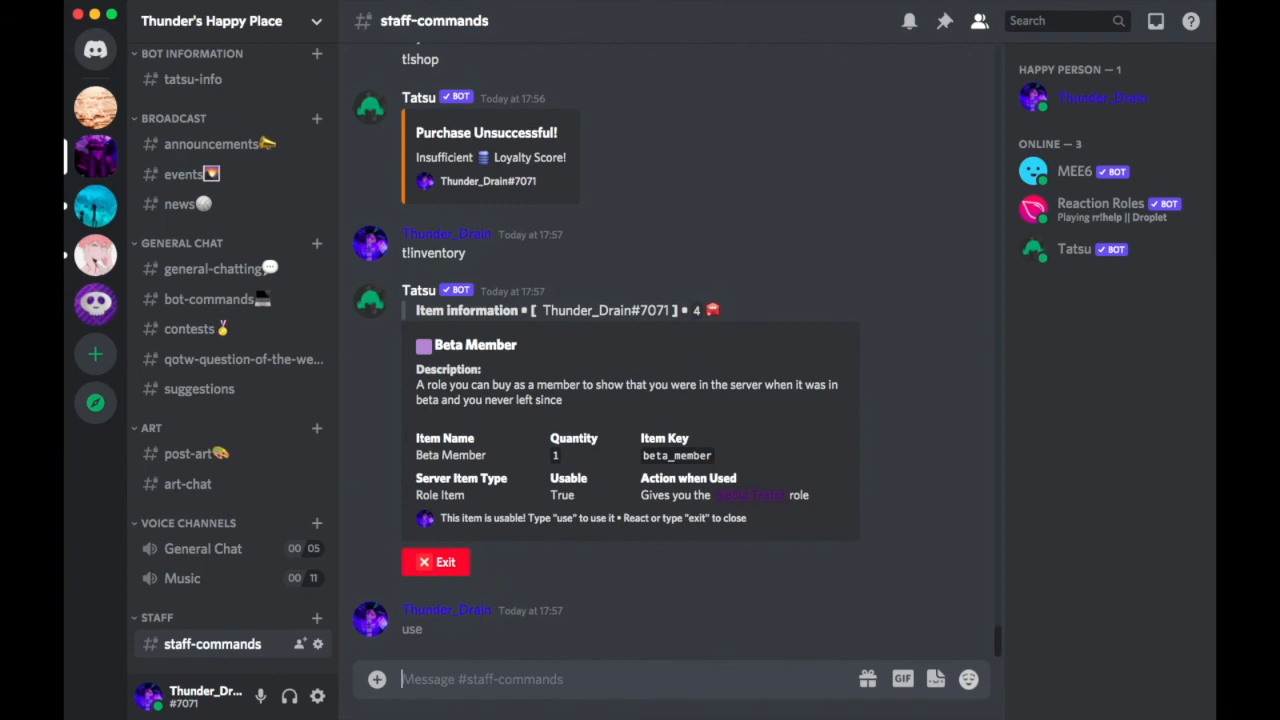 Thunder's Happy Place
BOT INFORMATION
tatsu-info
BROADCAST
announcements
events
news
GENERAL CHAT
general-chatting
bot-commands
contests
qotw-question-of-the-we...
suggestions
ART
post-art
art-chat
VOICE CHANNELS
General Chat 00 05
Music 00 11
STAFF
staff-commands
Thunder_Dr...
#7071
staff-commands
Search
t!shop
Tatsu BOT Today at 17:56
Purchase Unsuccessful!
Insufficient Loyalty Score!
Thunder_Drain#7071
Thunder_Drain Today at 17:57
t!inventory
Tatsu BOT Today at 17:57
Item information • [ Thunder_Drain#7071 ] • 4
Beta Member
Description:
A role you can buy as a member to show that you were in the server when it was in
beta and you never left since
Item Name Quantity Item Key
Beta Member 1 beta_member
Server Item Type Usable Action when Used
Role Item True Gives you the role
This item is usable! Type "use" to use it • React or type "exit" to close
Exit
Thunder_Drain Today at 17:57
use
Message #staff-commands
GIF
HAPPY PERSON — 1
Thunder_Drain
ONLINE — 3
MEE6 BOT
Reaction Roles BOT
Playing rr!help || Droplet
Tatsu BOT